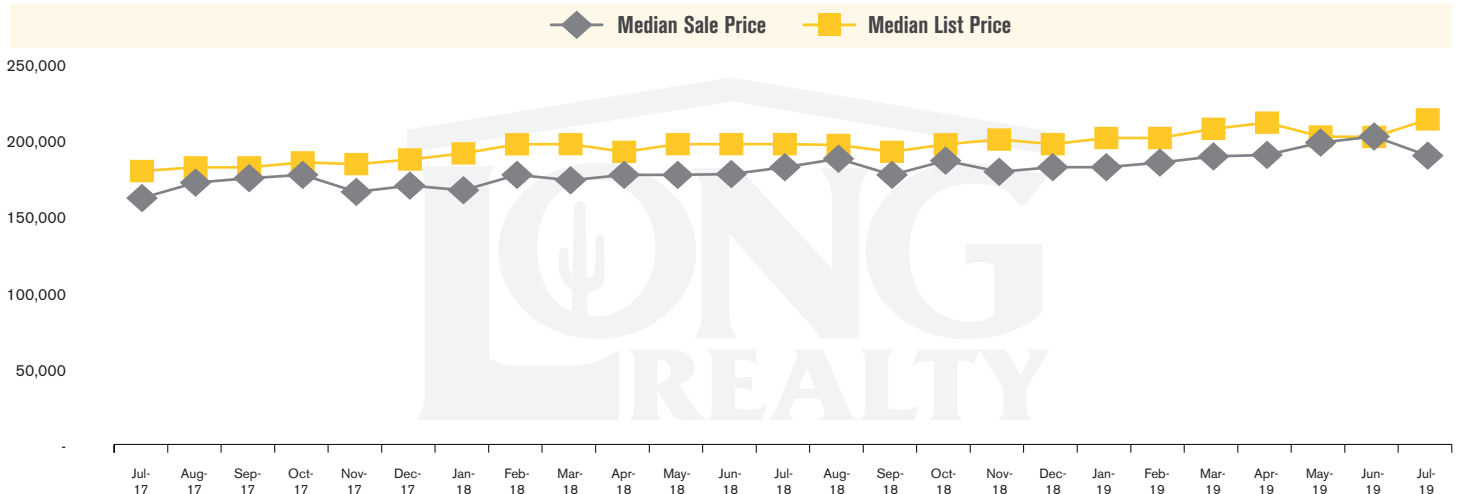 Median Sale Price Median List Price
250,000
200,000
150,000
100,000
50,000
-
LONG
REALTY
Jul- Aug- Sep- Oct- Nov- Dec- Jan- Feb- Mar- Apr- May- Jun- Jul- Aug- Sep- Oct- Nov- Dec- Jan- Feb- Mar- Apr- May- Jun- Jul-
17 17 17 17 17 17 18 18 18 18 18 18 18 18 18 18 18 18 19 19 19 19 19 19 19